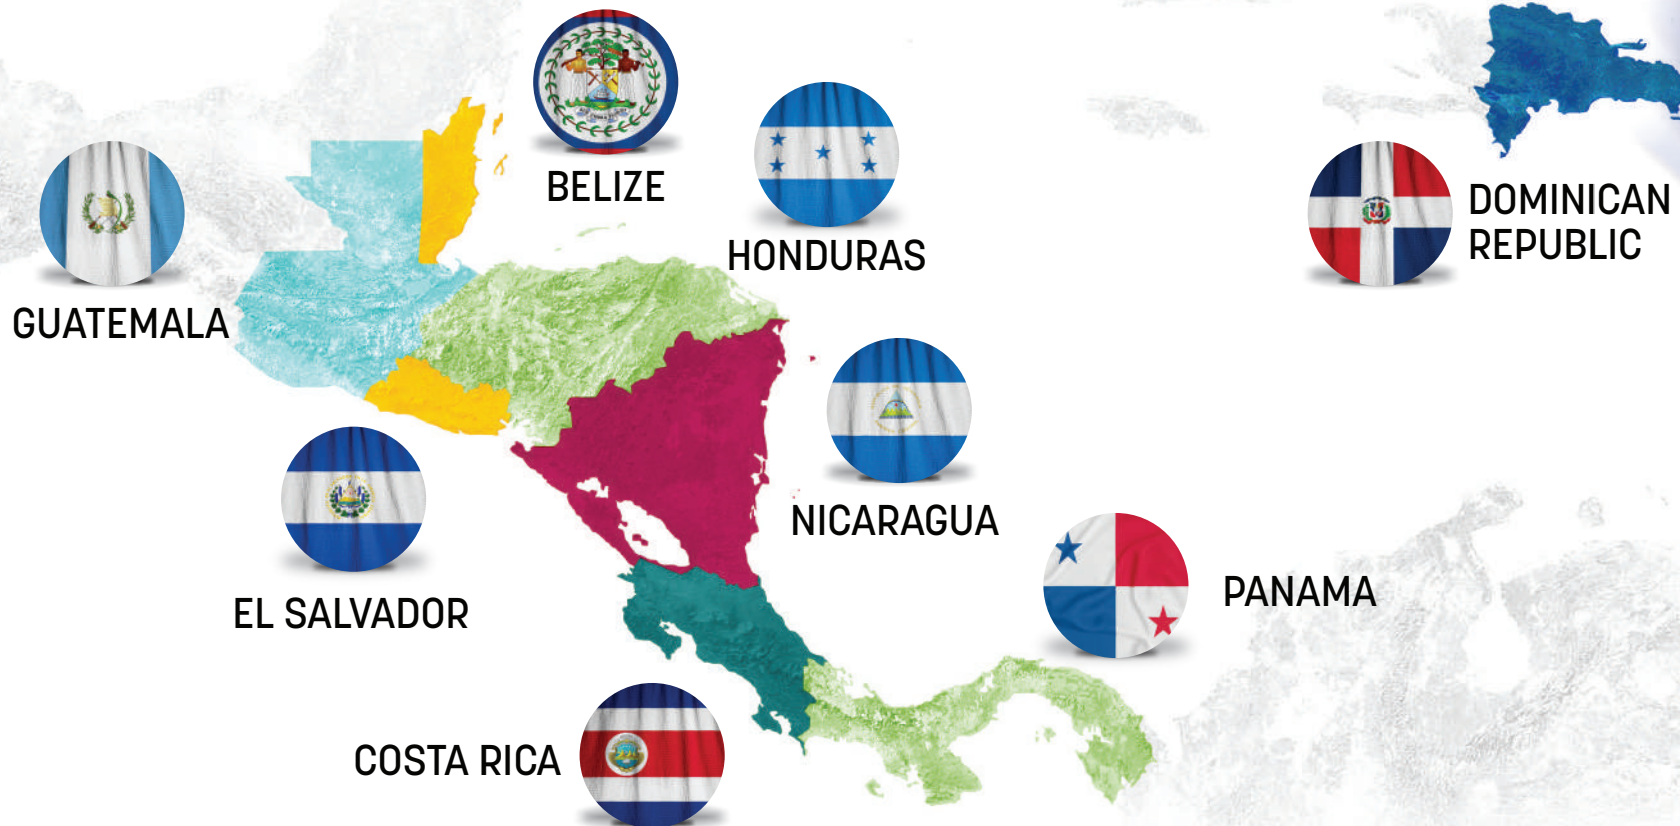 BELIZE
HONDURAS
DOMINICAN
REPUBLIC
GUATEMALA
NICARAGUA
EL SALVADOR
PANAMA
COSTA RICA